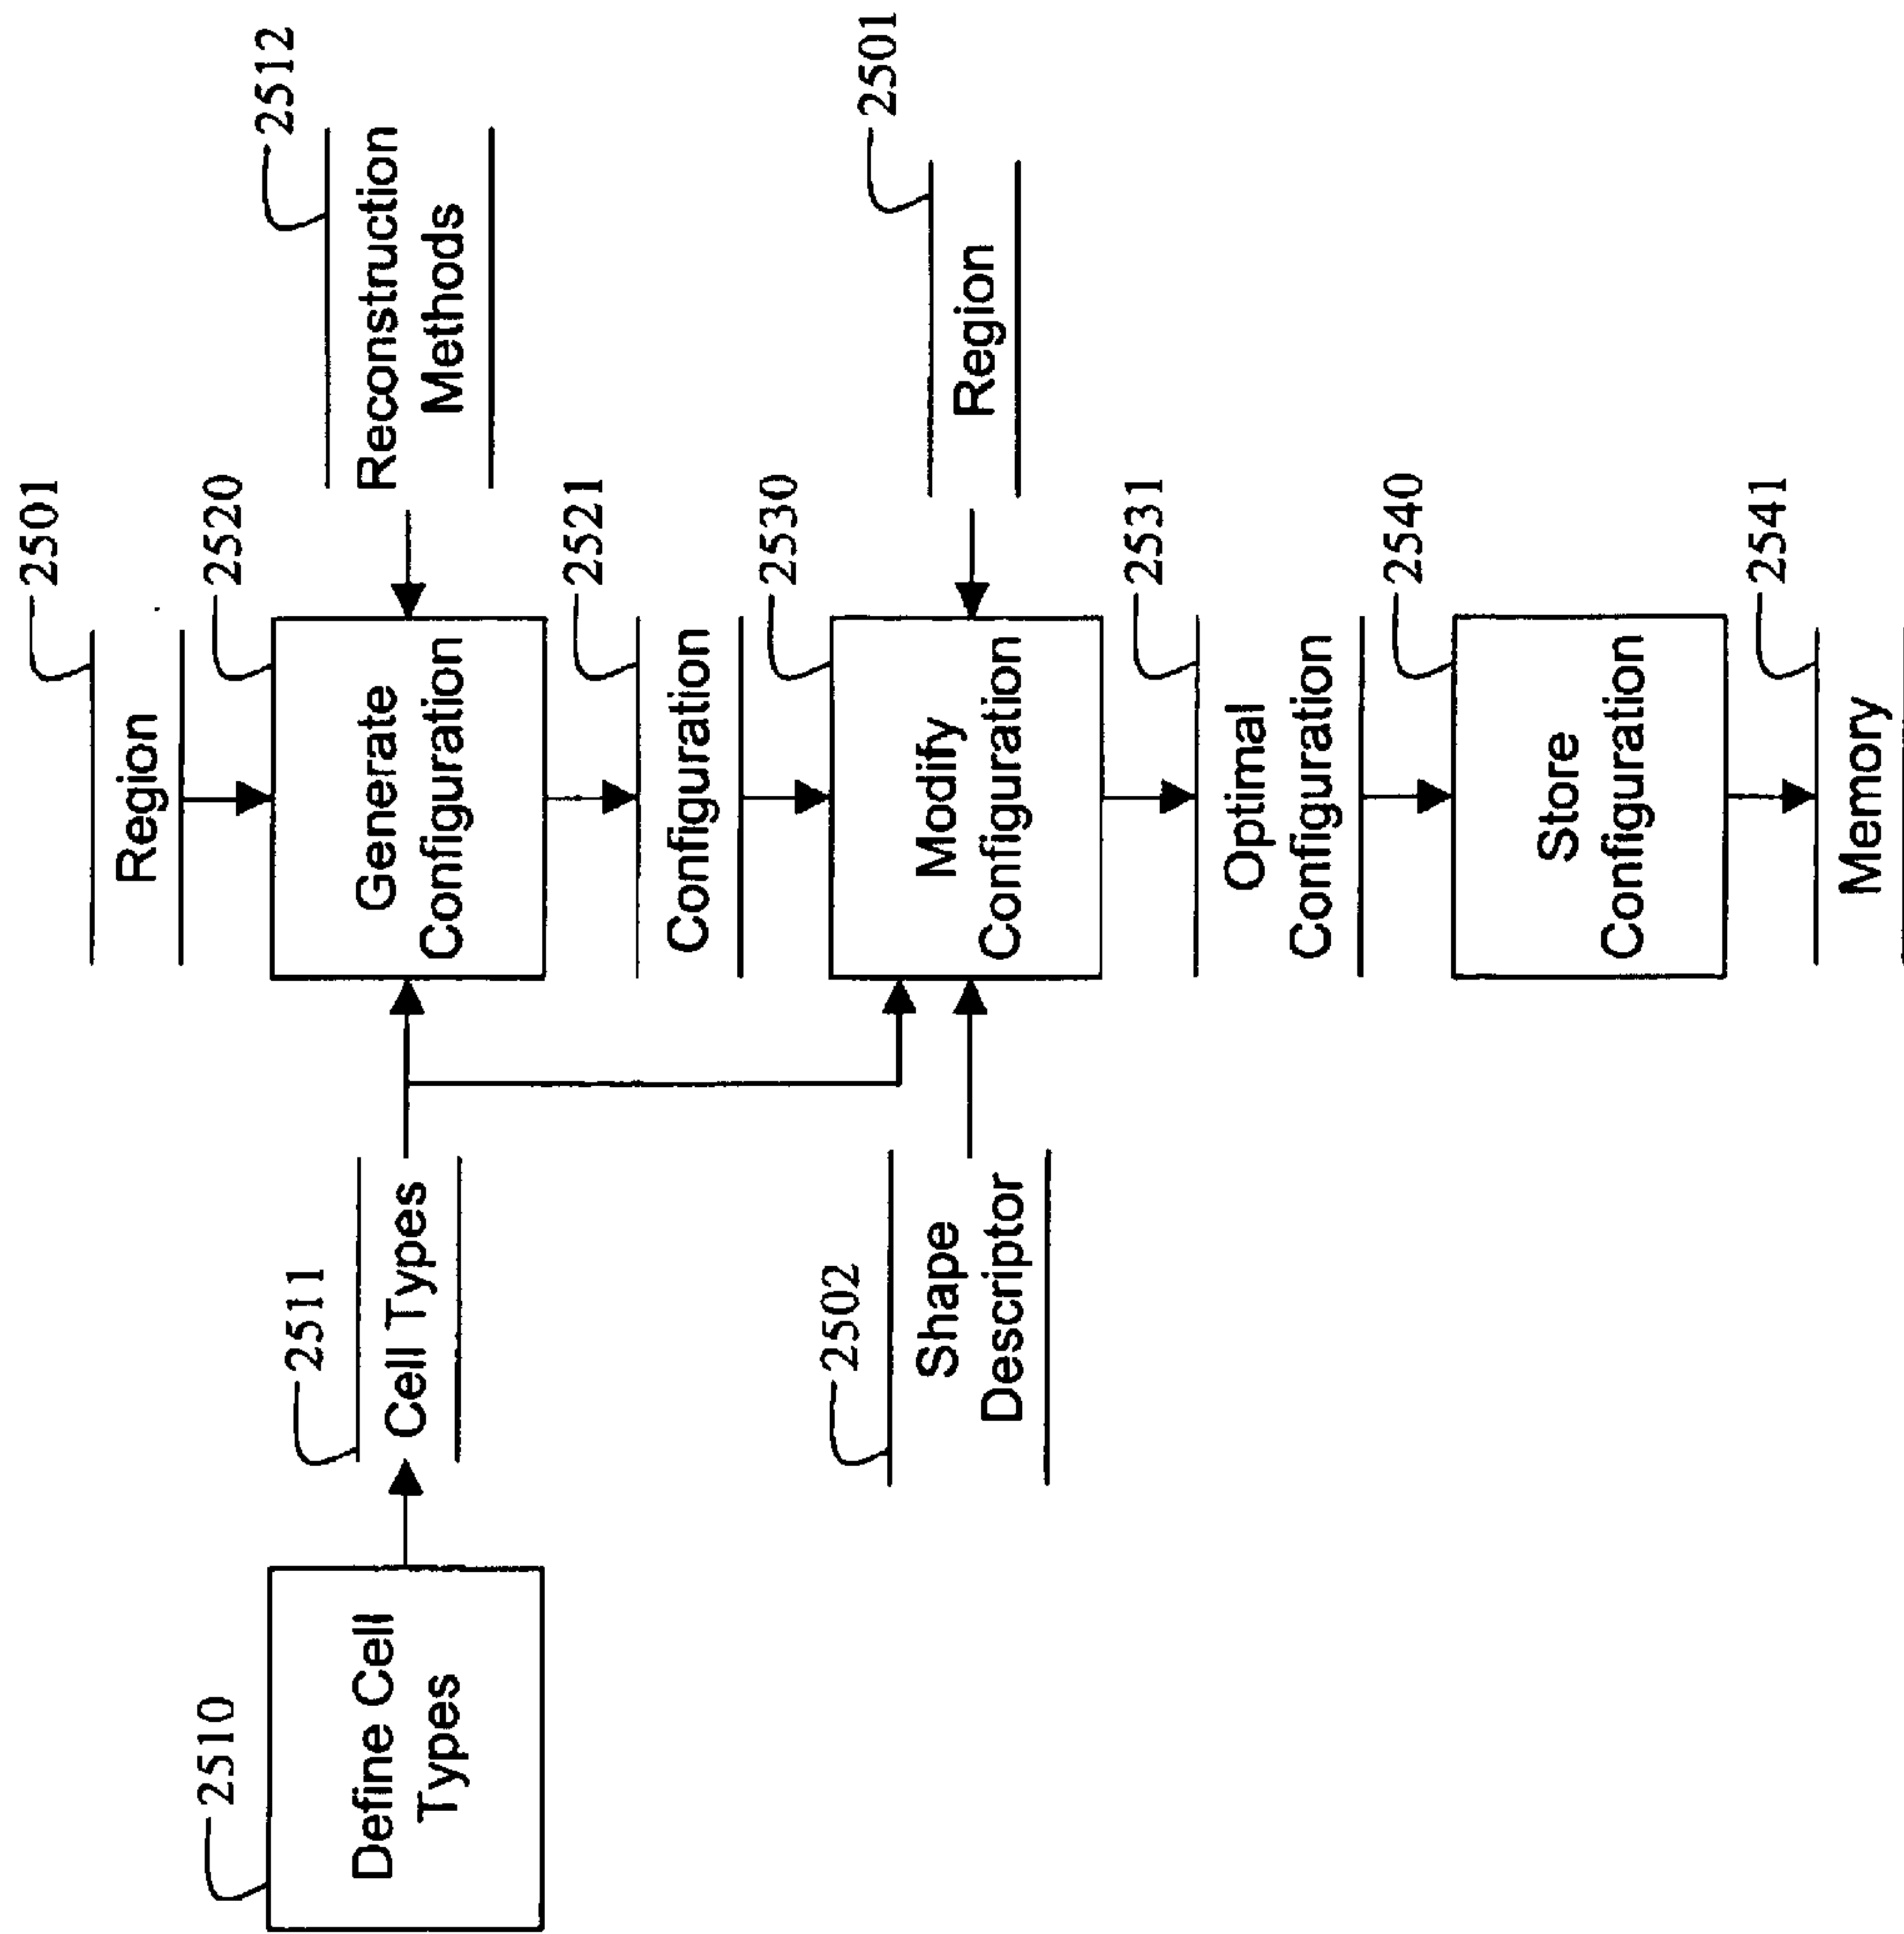 2501
Region
2510
Define Cell
Types
2511
Cell Types
2520
Generate
Configuration
2512
Reconstruction
Methods
2521
Configuration
2502
Shape
Descriptor
2530
Modify
Configuration
2501
Region
2531
Optimal
Configuration
2540
Store
Configuration
2541
Memory